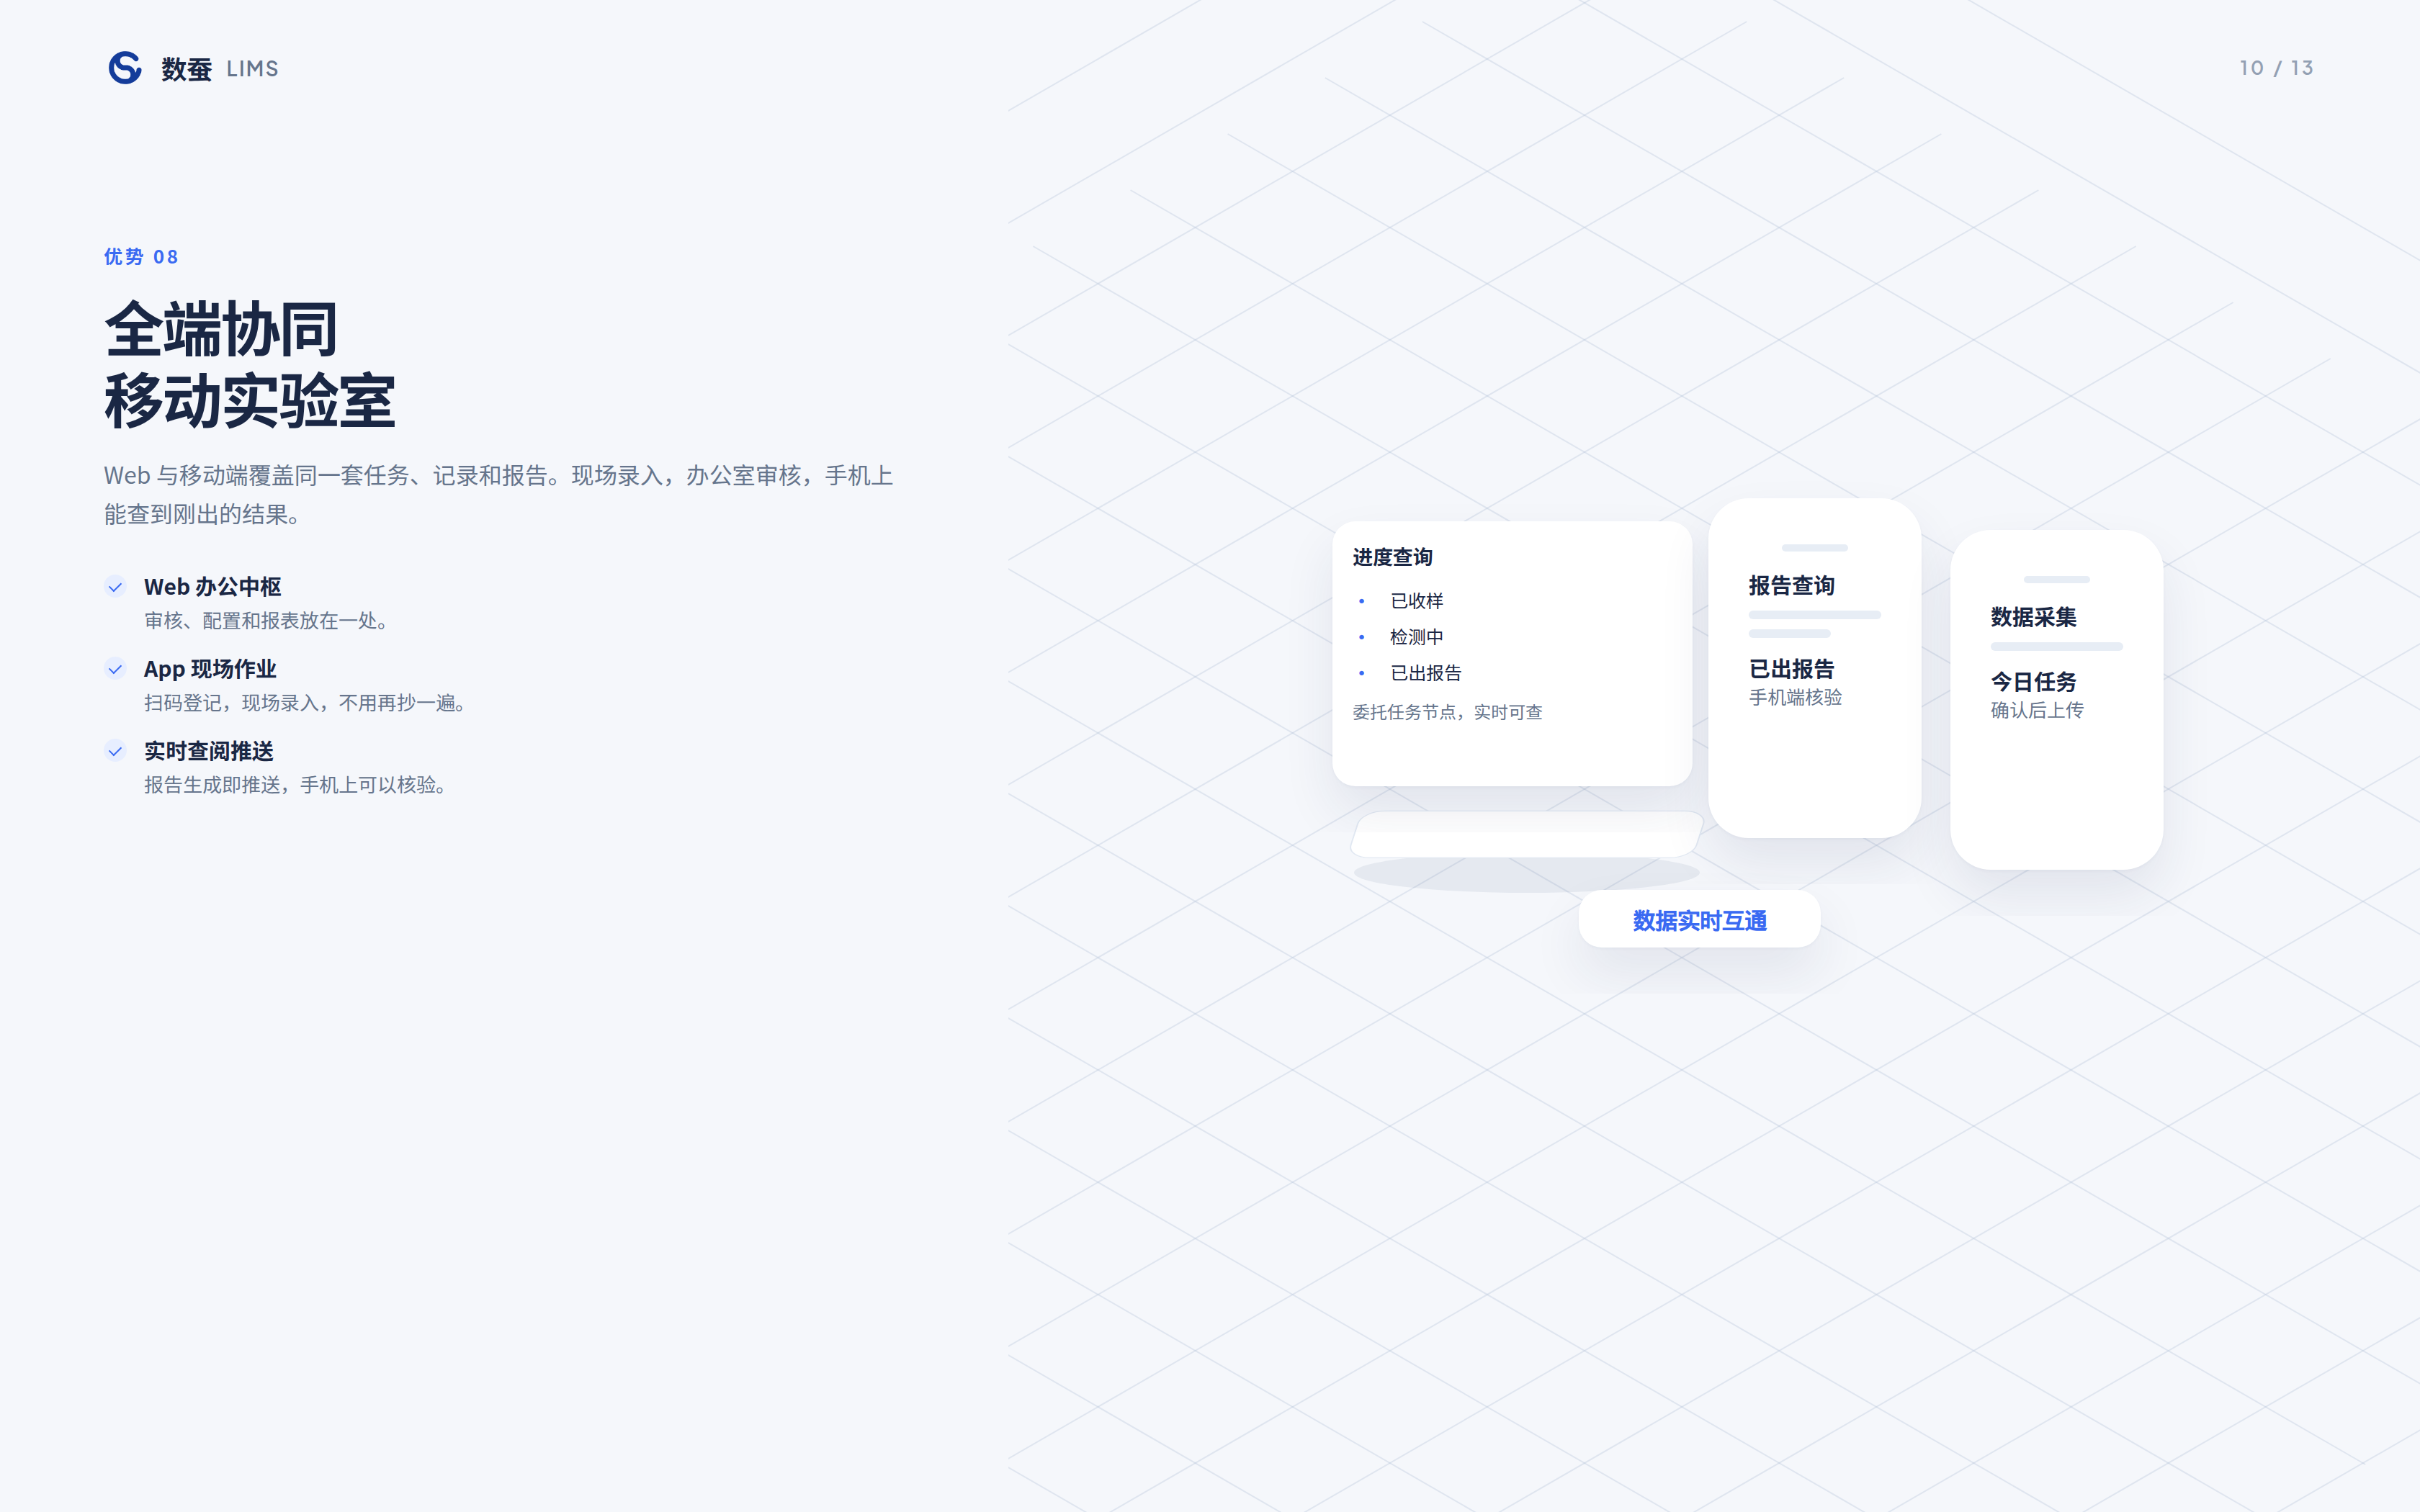 数蚕 LIMS
10 / 13
优势 08
全端协同
移动实验室
Web 与移动端覆盖同一套任务、记录和报告。现场录入，办公室审核，手机上
能查到刚出的结果。
Web 办公中枢
审核、配置和报表放在一处。
App 现场作业
扫码登记，现场录入，不用再抄一遍。
实时查阅推送
报告生成即推送，手机上可以核验。
进度查询
• 已收样
• 检测中
• 已出报告
委托任务节点，实时可查
报告查询
已出报告
手机端核验
数据采集
今日任务
确认后上传
数据实时互通